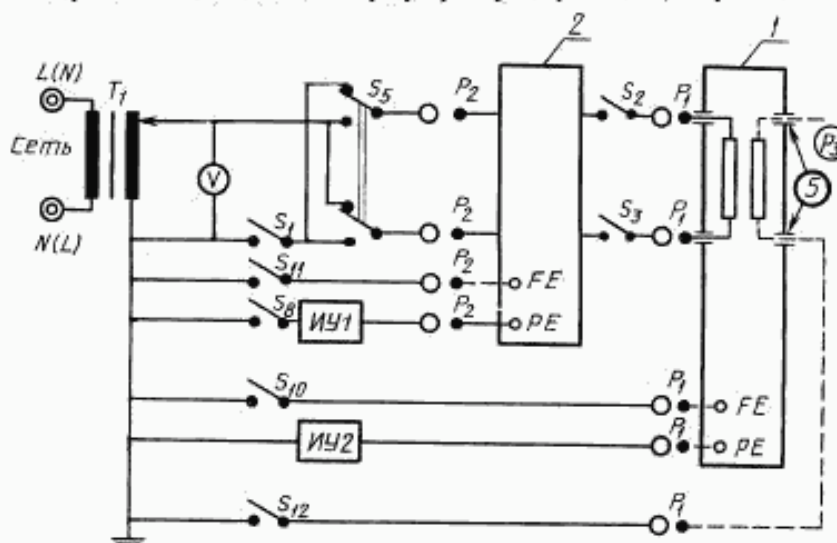 2
1
L(N)
T₁
S₅
P₂
S₂
P₁
Сеть
V
P₃
5
P₂
S₃
P₁
N(L)
S₁
P₂
S₁₁
FE
S₈
ИУ1
P₂
PE
S₁₀
P₁
FE
ИУ2
P₁
PE
S₁₂
P₁